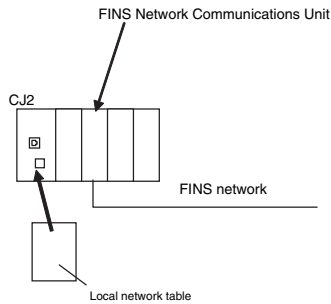 FINS Network Communications Unit
CJ2
D
FINS network
Local network table